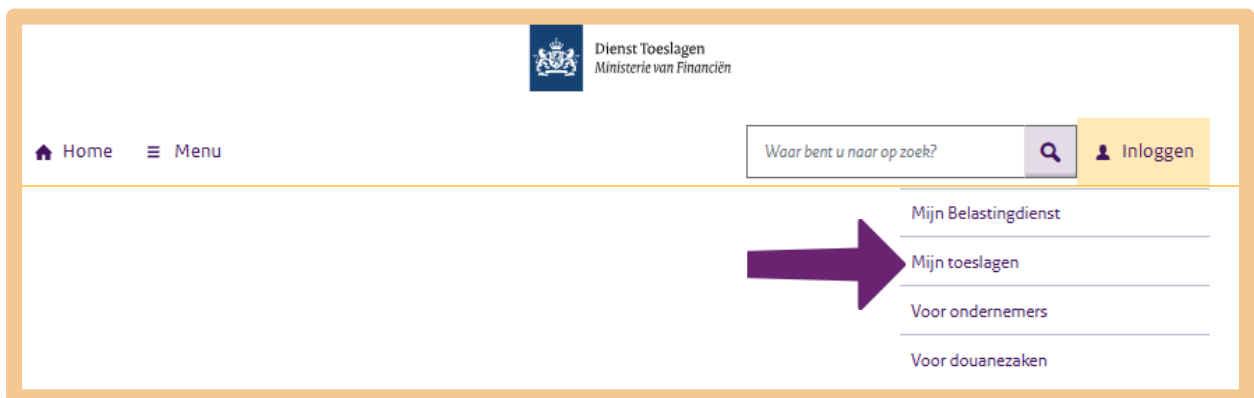 Dienst Toeslagen
Ministerie van Financiën
Home
Menu
Waar bent u naar op zoek?
Inloggen
Mijn Belastingdienst
Mijn toeslagen
Voor ondernemers
Voor douanezaken